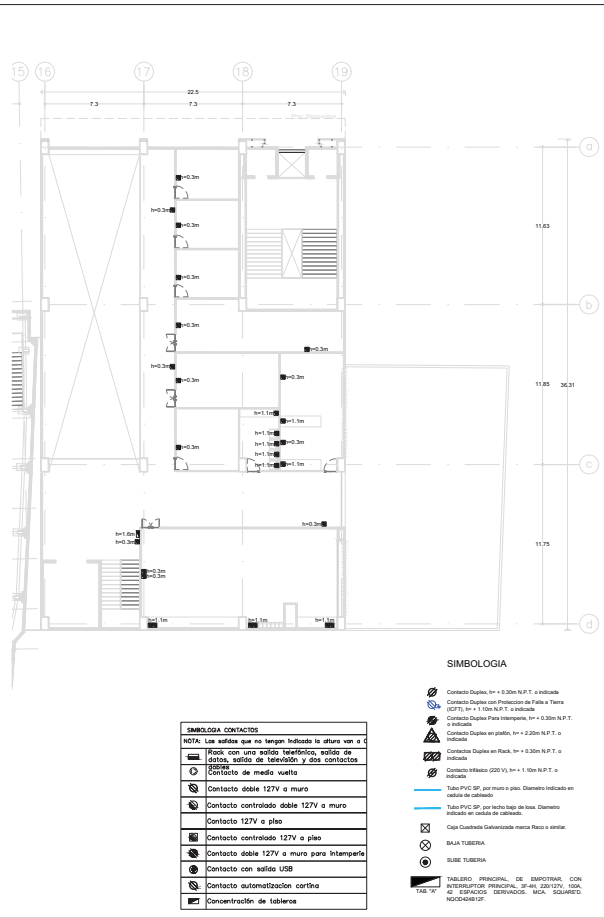 15 16 17 18 19
22.5
7.3 7.3 7.3
a
h=0.3m
h=0.3m
h=0.3m
11.63
h=0.3m
b
h=0.3m
h=0.3m
h=0.3m
h=0.3m h=0.3m
11.85 36.31
h=1.1m
h=1.1m
h=1.1m
h=0.3m h=1.1m h=0.3m
h=1.1m
h=1.1m h=1.1m
c
h=0.3m
h=1.6m
h=0.3m
11.75
h=0.3m
h=0.3m
h=1.1m h=1.1m h=1.1m
d
SIMBOLOGIA
Contacto Duplex, h= + 0.30m N.P.T. o indicada
Contacto Duplex con Proteccion de Falla a Tierra
(ICFT), h= + 1.10m N.P.T. o indicada
Contacto Duplex Para Intemperie, h= + 0.30m N.P.T.
o indicada
Contacto Duplex en plafón, h= + 2.20m N.P.T. o
indicada
Contactos Duplex en Rack, h= + 0.30m N.P.T. o
indicada
Contacto trifásico (220 V), h= + 1.10m N.P.T. o
indicada
Tubo PVC SP, por muro o piso. Diametro Indicado en
cedula de cableado
Tubo PVC SP, por lecho bajo de losa. Diametro
indicado en cedula de cableado.
Caja Cuadrada Galvanizada marca Raco o similar.
BAJA TUBERIA
SUBE TUBERIA
TABLERO PRINCIPAL, DE EMPOTRAR, CON
INTERRUPTOR PRINCIPAL, 3F-4H, 220/127V, 100A,
42 ESPACIOS DERIVADOS. MCA. SQUARE'D.
NQOD424B12F.
TAB. "A"
SIMBOLOGIA CONTACTOS
NOTA: Las salidas que no tengan indicada la altura van a
Rack con una salida telefónica, salida de
datos, salida de televisión y dos contactos
dobles
Contacto de media vuelta
Contacto doble 127V a muro
Contacto controlado doble 127V a muro
Contacto 127V a piso
Contacto controlado 127V a piso
Contacto doble 127V a muro para intemperie
Contacto con salida USB
Contacto automatizacion cortina
Concentración de tableros